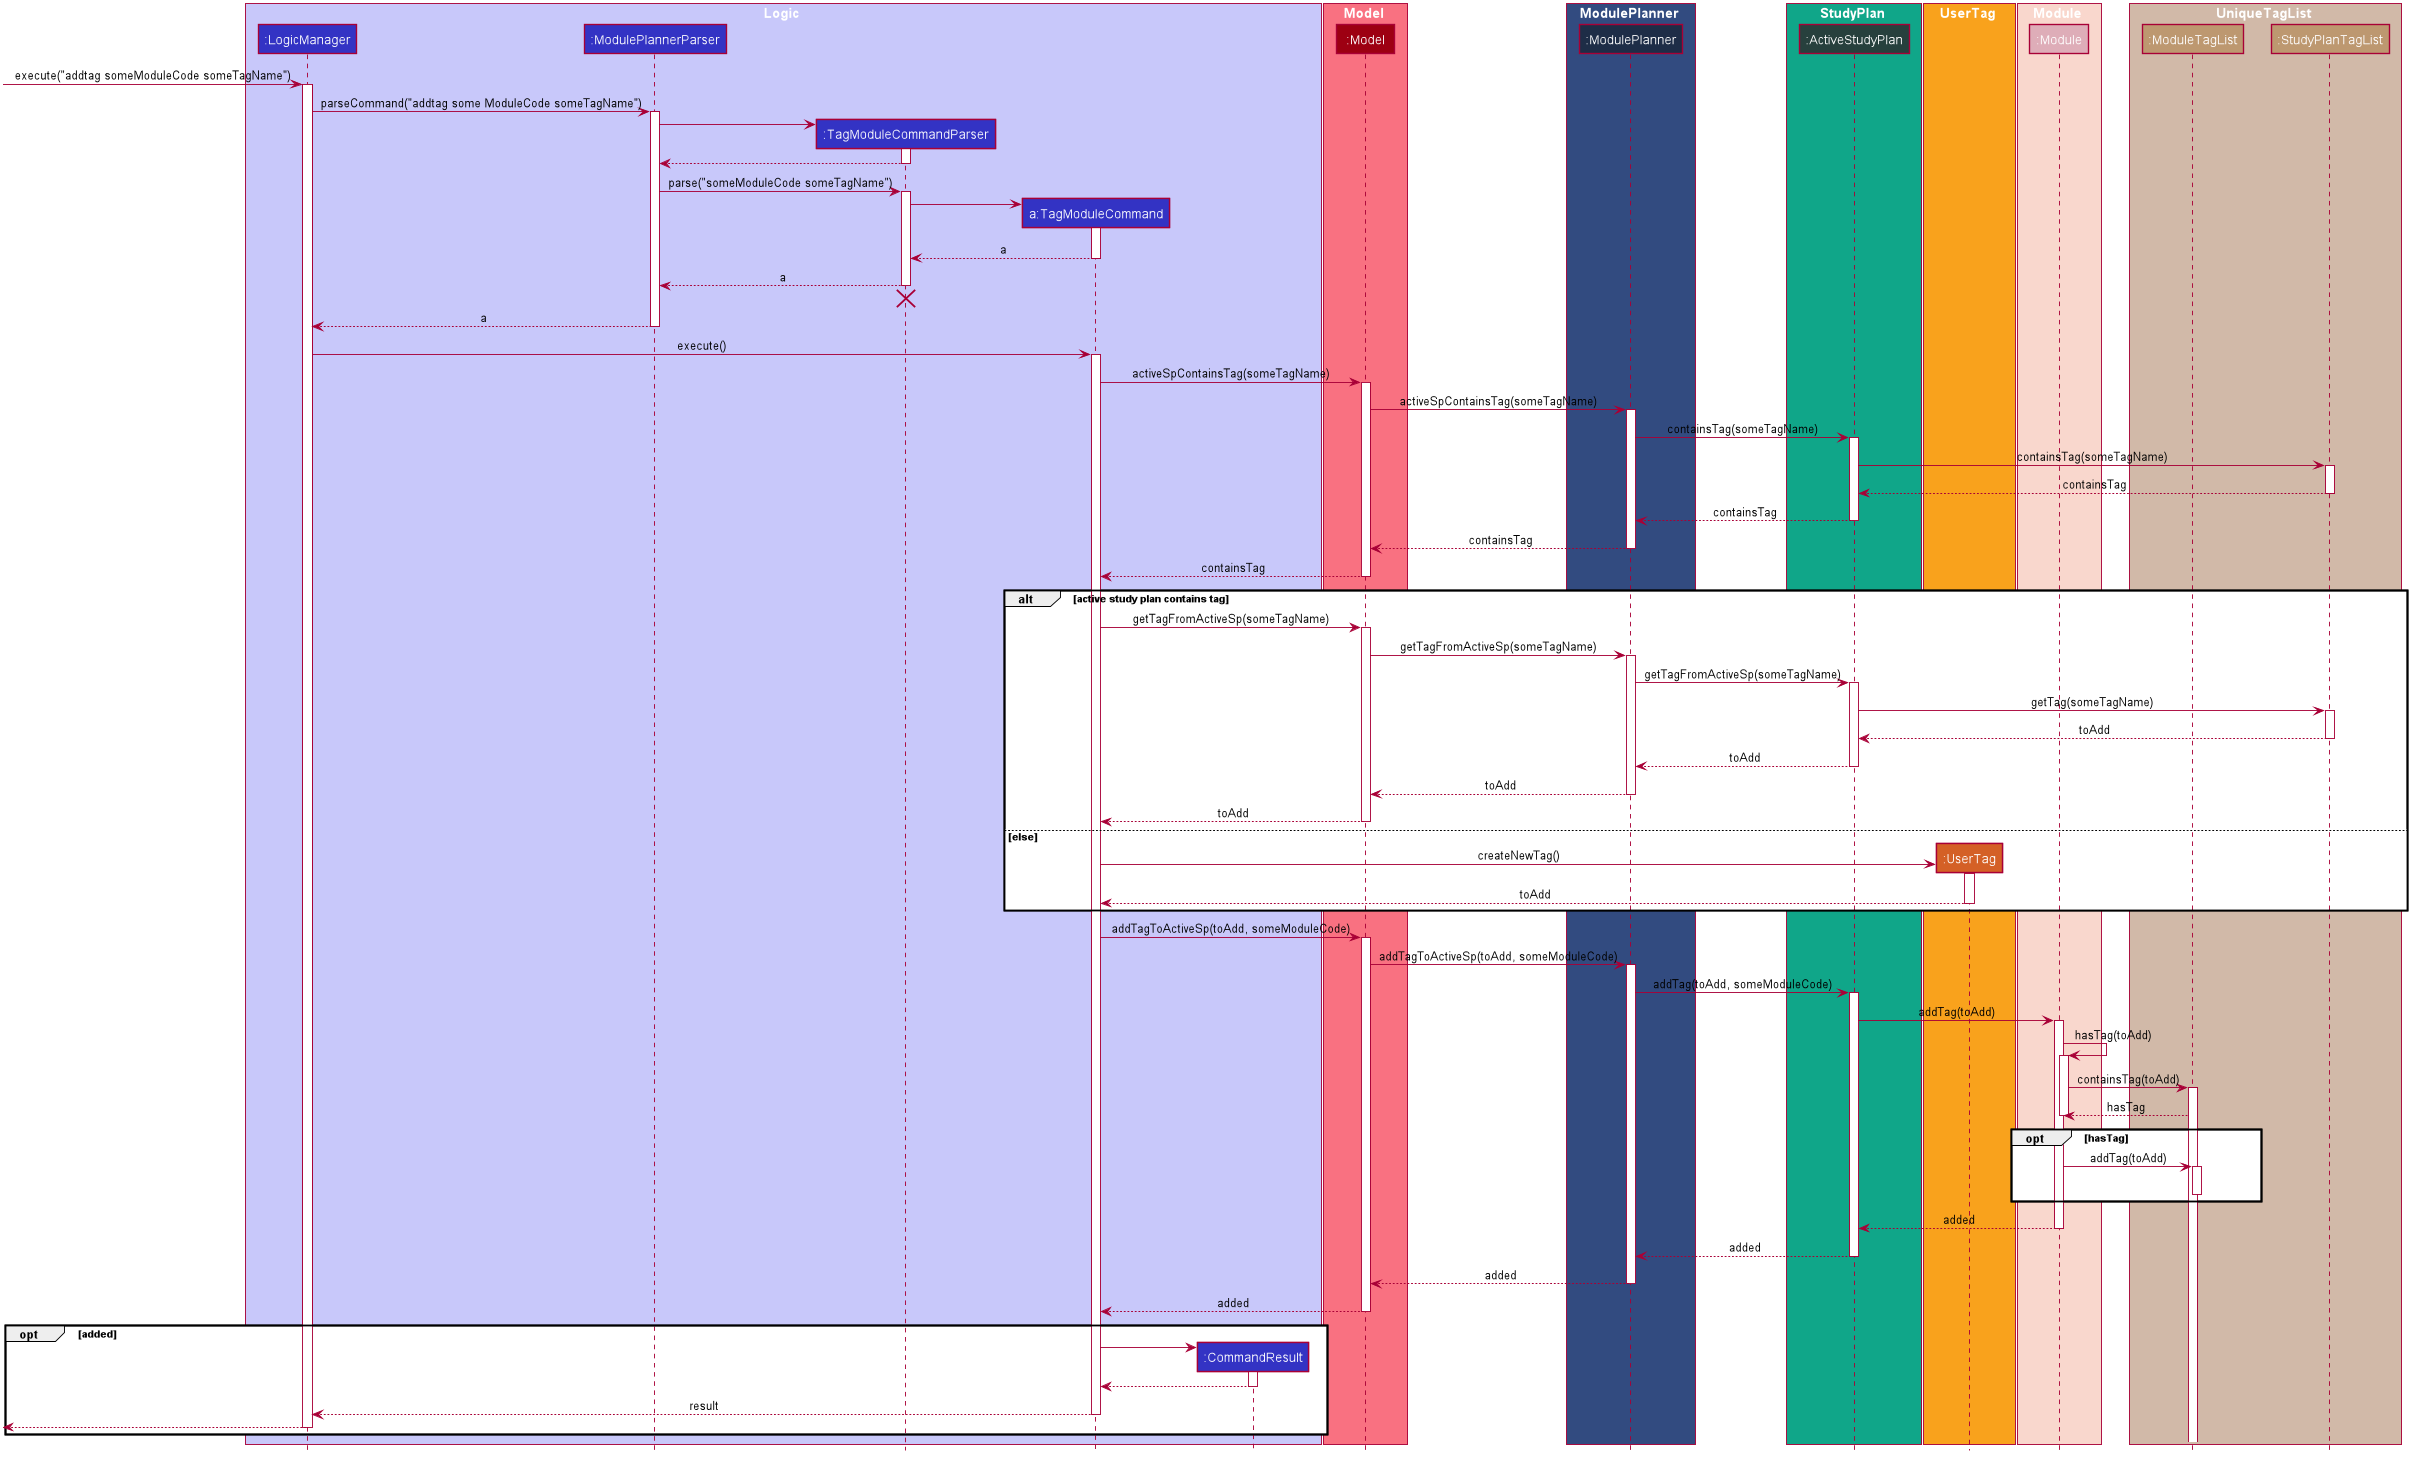 Logic
Model
ModulePlanner
StudyPlan
UserTag
Module
UniqueTagList
:LogicManager
:ModulePlannerParser
:Model
:ModulePlanner
:ActiveStudyPlan
:Module
:ModuleTagList
:StudyPlanTagList
execute("addtag someModuleCode someTagName")
parseCommand("addtag some ModuleCode someTagName")
:TagModuleCommandParser
parse("someModuleCode someTagName")
a:TagModuleCommand
a
a
a
execute()
activeSpContainsTag(someTagName)
activeSpContainsTag(someTagName)
containsTag(someTagName)
containsTag(someTagName)
containsTag
containsTag
containsTag
containsTag
alt
[active study plan contains tag]
getTagFromActiveSp(someTagName)
getTagFromActiveSp(someTagName)
getTagFromActiveSp(someTagName)
getTag(someTagName)
toAdd
toAdd
toAdd
toAdd
[else]
createNewTag()
:UserTag
toAdd
addTagToActiveSp(toAdd, someModuleCode)
addTagToActiveSp(toAdd, someModuleCode)
addTag(toAdd, someModuleCode)
addTag(toAdd)
hasTag(toAdd)
containsTag(toAdd)
hasTag
opt
[hasTag]
addTag(toAdd)
added
added
added
added
opt
[added]
:CommandResult
result